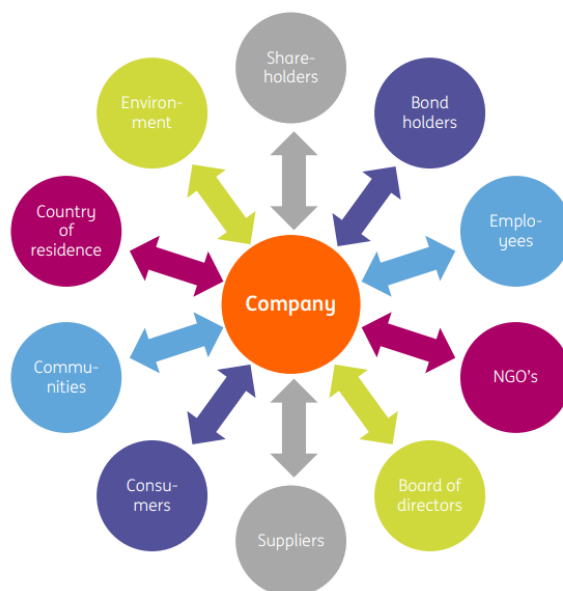 Share-
holders
Bond
holders
Emplo-
yees
NGO's
Board of
directors
Suppliers
Consu-
mers
Commu-
nities
Country
of
residence
Environ-
ment
Company